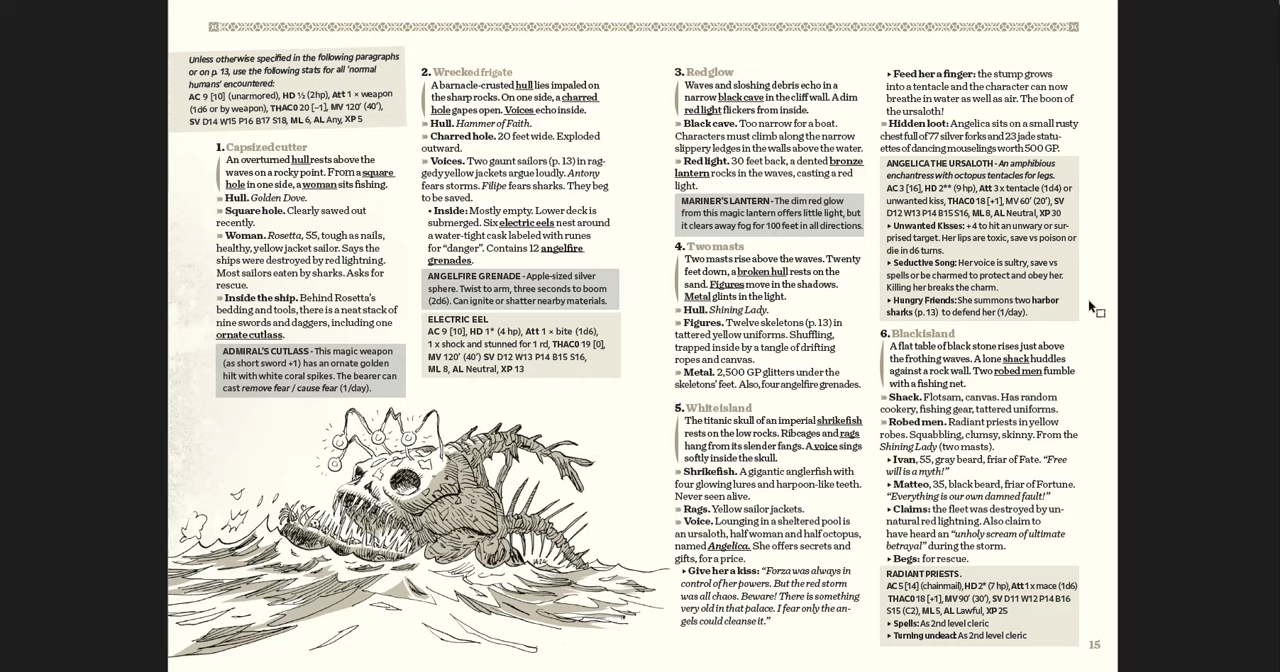 Unless otherwise specified in the following paragraphs
or on p. 13, use the following stats for all 'normal
humans' encountered:
AC 9 [10] (unarmored), HD ½ (2hp), Att 1 × weapon
(1d6 or by weapon), THAC0 20 [−1], MV 120' (40'),
SV D14 W15 P16 B17 S18, ML 6, AL Any, XP 5
1. Capsized cutter
An overturned hull rests above the
waves on a rocky point. From a square
hole in one side, a woman sits fishing.
» Hull. Golden Dove.
» Square hole. Clearly sawed out
recently.
» Woman. Rosetta, 55, tough as nails,
healthy, yellow jacket sailor. Says the
ships were destroyed by red lightning.
Most sailors eaten by sharks. Asks for
rescue.
» Inside the ship. Behind Rosetta's
bedding and tools, there is a neat stack of
nine swords and daggers, including one
ornate cutlass.
ADMIRAL'S CUTLASS - This magic weapon
(as short sword +1) has an ornate golden
hilt with white coral spikes. The bearer can
cast remove fear / cause fear (1/day).
2. Wrecked frigate
A barnacle-crusted hull lies impaled on
the sharp rocks. On one side, a charred
hole gapes open. Voices echo inside.
» Hull. Hammer of Faith.
» Charred hole. 20 feet wide. Exploded
outward.
» Voices. Two gaunt sailors (p. 13) in rag-
gedy yellow jackets argue loudly. Antony
fears storms. Filipe fears sharks. They beg
to be saved.
• Inside: Mostly empty. Lower deck is
submerged. Six electric eels nest around
a water-tight cask labeled with runes
for “danger”. Contains 12 angelfire
grenades.
ANGELFIRE GRENADE - Apple-sized silver
sphere. Twist to arm, three seconds to boom
(2d6). Can ignite or shatter nearby materials.
ELECTRIC EEL
AC 9 [10], HD 1* (4 hp), Att 1 × bite (1d6),
1 x shock and stunned for 1 rd, THAC0 19 [0],
MV 120' (40') SV D12 W13 P14 B15 S16,
ML 8, AL Neutral, XP 13
3. Red glow
Waves and sloshing debris echo in a
narrow black cave in the cliff wall. A dim
red light flickers from inside.
» Black cave. Too narrow for a boat.
Characters must climb along the narrow
slippery ledges in the walls above the water.
» Red light. 30 feet back, a dented bronze
lantern rocks in the waves, casting a red
light.
MARINER'S LANTERN - The dim red glow
from this magic lantern offers little light, but
it clears away fog for 100 feet in all directions.
4. Two masts
Two masts rise above the waves. Twenty
feet down, a broken hull rests on the
sand. Figures move in the shadows.
Metal glints in the light.
» Hull. Shining Lady.
» Figures. Twelve skeletons (p. 13) in
tattered yellow uniforms. Shuffling,
trapped inside by a tangle of drifting
ropes and canvas.
» Metal. 2,500 GP glitters under the
skeletons' feet. Also, four angelfire grenades.
5. White island
The titanic skull of an imperial shrikefish
rests on the low rocks. Ribcages and rags
hang from its slender fangs. A voice sings
softly inside the skull.
» Shrikefish. A gigantic anglerfish with
four glowing lures and harpoon-like teeth.
Never seen alive.
» Rags. Yellow sailor jackets.
» Voice. Lounging in a sheltered pool is
an ursaloth, half woman and half octopus,
named Angelica. She offers secrets and
gifts, for a price.
‣ Give her a kiss: “Forza was always in
control of her powers. But the red storm
was all chaos. Beware! There is something
very old in that palace. I fear only the an-
gels could cleanse it.”
‣ Feed her a finger: the stump grows
into a tentacle and the character can now
breathe in water as well as air. The boon of
the ursaloth!
» Hidden loot: Angelica sits on a small rusty
chest full of 77 silver forks and 23 jade statu-
ettes of dancing mouselings worth 500 GP.
ANGELICA THE URSALOTH - An amphibious
enchantress with octopus tentacles for legs.
AC 3 [16], HD 2** (9 hp), Att 3 x tentacle (1d4) or
unwanted kiss, THAC0 18 [+1], MV 60' (20'), SV
D12 W13 P14 B15 S16, ML 8, AL Neutral, XP 30
‣ Unwanted Kisses: +4 to hit an unwary or sur-
prised target. Her lips are toxic, save vs poison or
die in d6 turns.
‣ Seductive Song: Her voice is sultry, save vs
spells or be charmed to protect and obey her.
Killing her breaks the charm.
‣ Hungry Friends: She summons two harbor
sharks (p. 13) to defend her (1/day).
6. Black island
A flat table of black stone rises just above
the frothing waves. A lone shack huddles
against a rock wall. Two robed men fumble
with a fishing net.
» Shack. Flotsam, canvas. Has random
cookery, fishing gear, tattered uniforms.
» Robed men. Radiant priests in yellow
robes. Squabbling, clumsy, skinny. From the
Shining Lady (two masts).
‣ Ivan, 55, gray beard, friar of Fate. “Free
will is a myth!”
‣ Matteo, 35, black beard, friar of Fortune.
“Everything is our own damned fault!”
‣ Claims: the fleet was destroyed by un-
natural red lightning. Also claim to
have heard an “unholy scream of ultimate
betrayal” during the storm.
‣ Begs: for rescue.
RADIANT PRIESTS.
AC 5 [14] (chainmail), HD 2* (7 hp), Att 1 x mace (1d6)
THAC0 18 [+1], MV 90' (30'), SV D11 W12 P14 B16
S15 (C2), ML 5, AL Lawful, XP 25
‣ Spells: As 2nd level cleric
‣ Turning undead: As 2nd level cleric
15